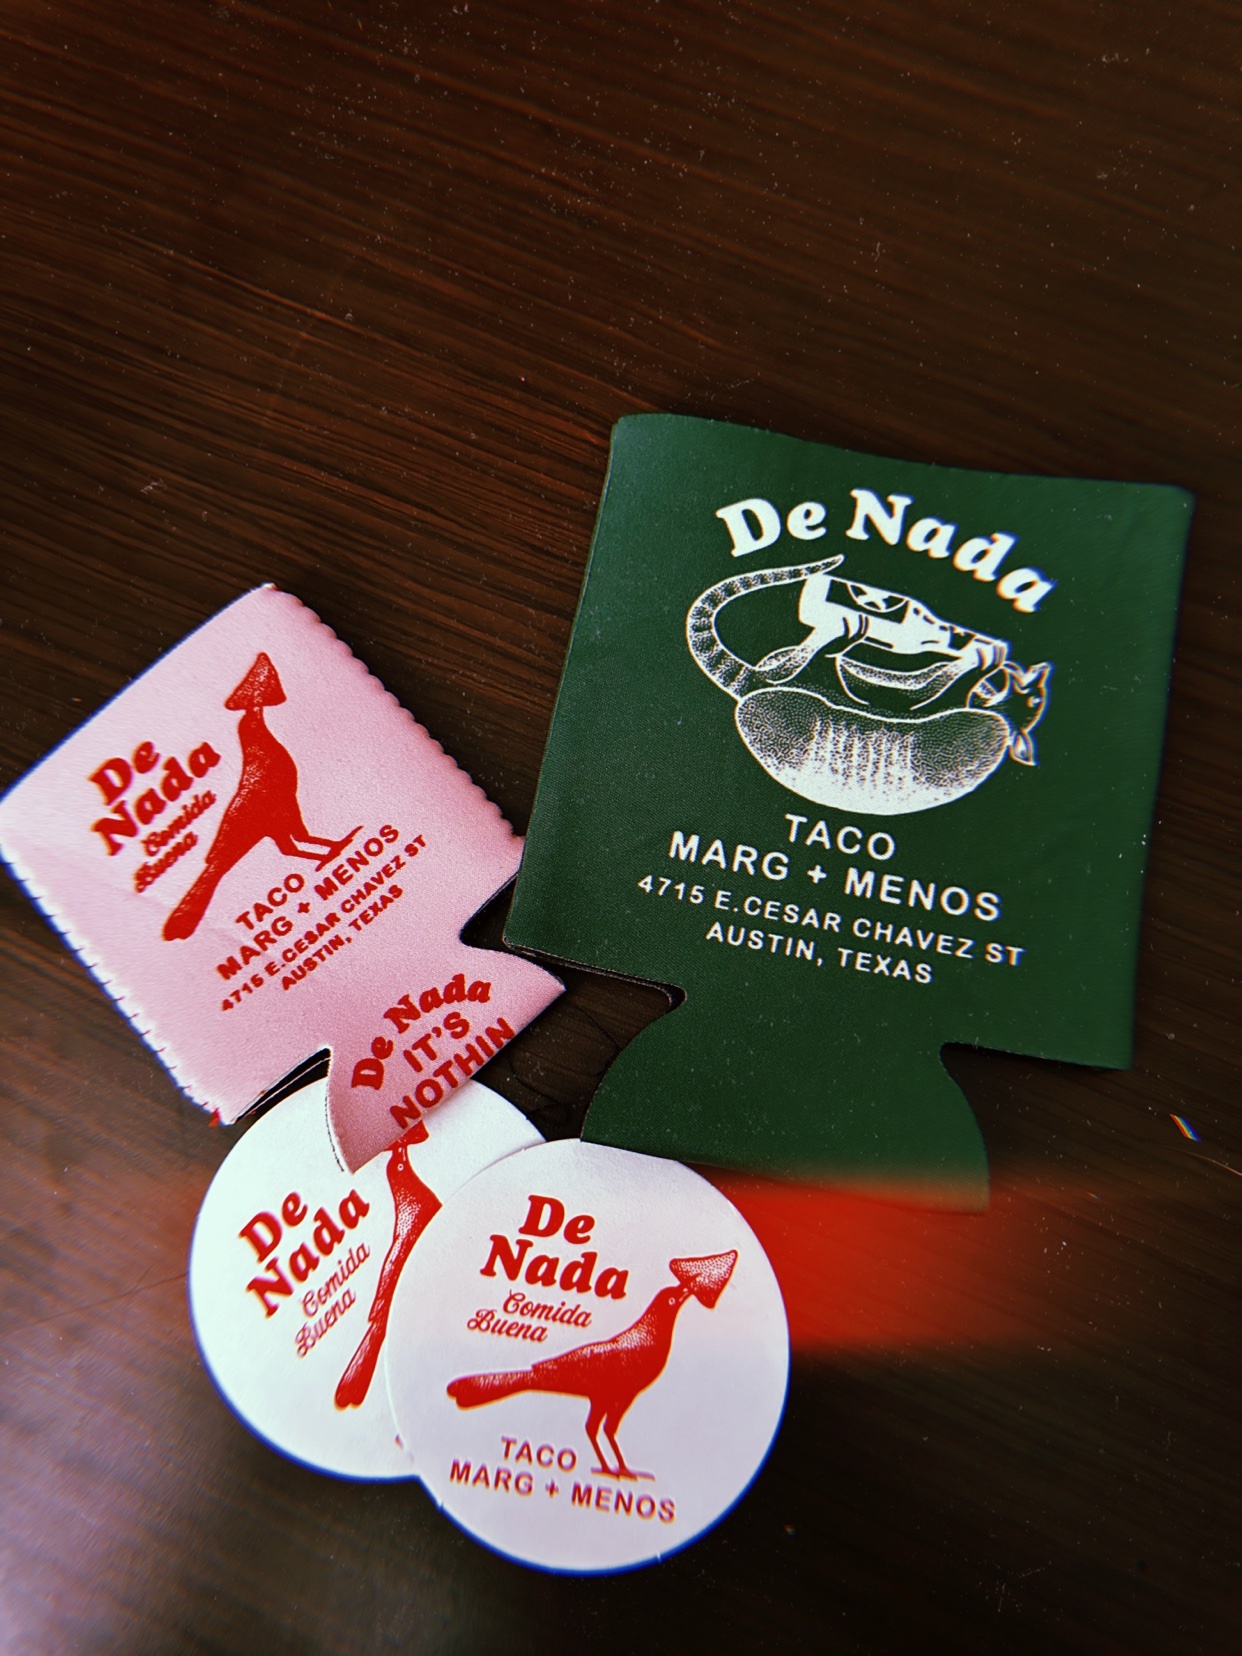 De Nada
TACO
MARG + MENOS
4715 E.CESAR CHAVEZ ST
AUSTIN, TEXAS
De
Nada
Comida
Buena
TACO
MARG + MENOS
4715 E.CESAR CHAVEZ ST
AUSTIN, TEXAS
De Nada
IT'S
NOTHIN
De
Nada
Comida
Buena
De
Nada
Comida
Buena
TACO
MARG + MENOS